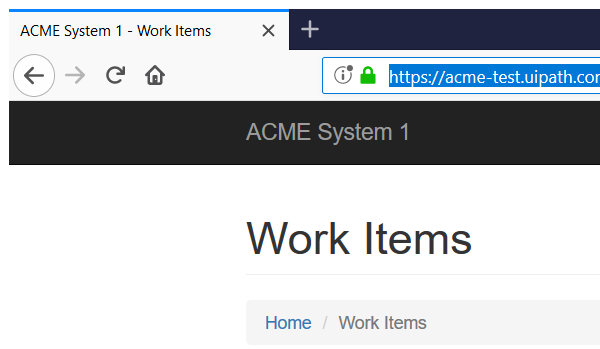 ACME System 1 - Work Items
https://acme-test.uipath.com
ACME System 1
Work Items
Home / Work Items